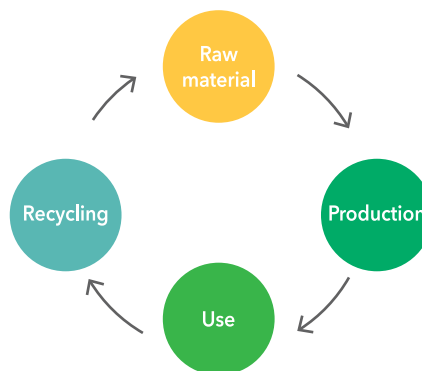 Raw
material
Production
Use
Recycling